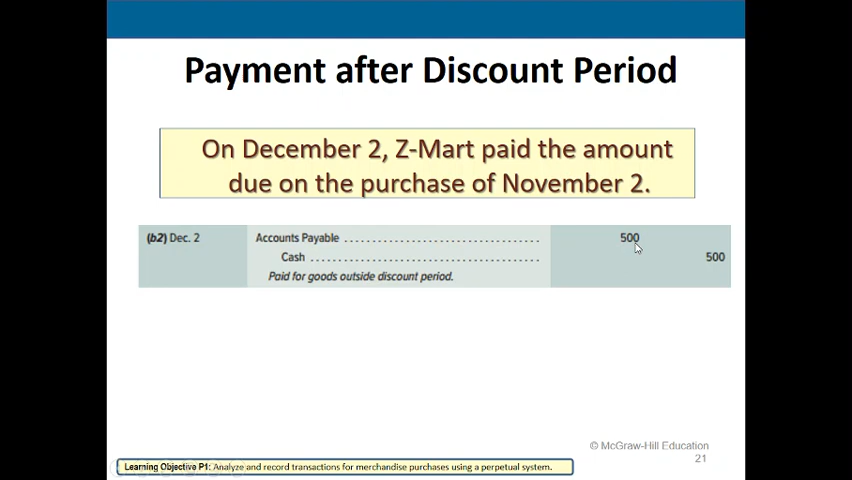 Payment after Discount Period
On December 2, Z-Mart paid the amount
due on the purchase of November 2.
(b2) Dec. 2 Accounts Payable ........................................ 500
Cash ................................................ 500
Paid for goods outside discount period.
© McGraw-Hill Education
21
Learning Objective P1: Analyze and record transactions for merchandise purchases using a perpetual system.